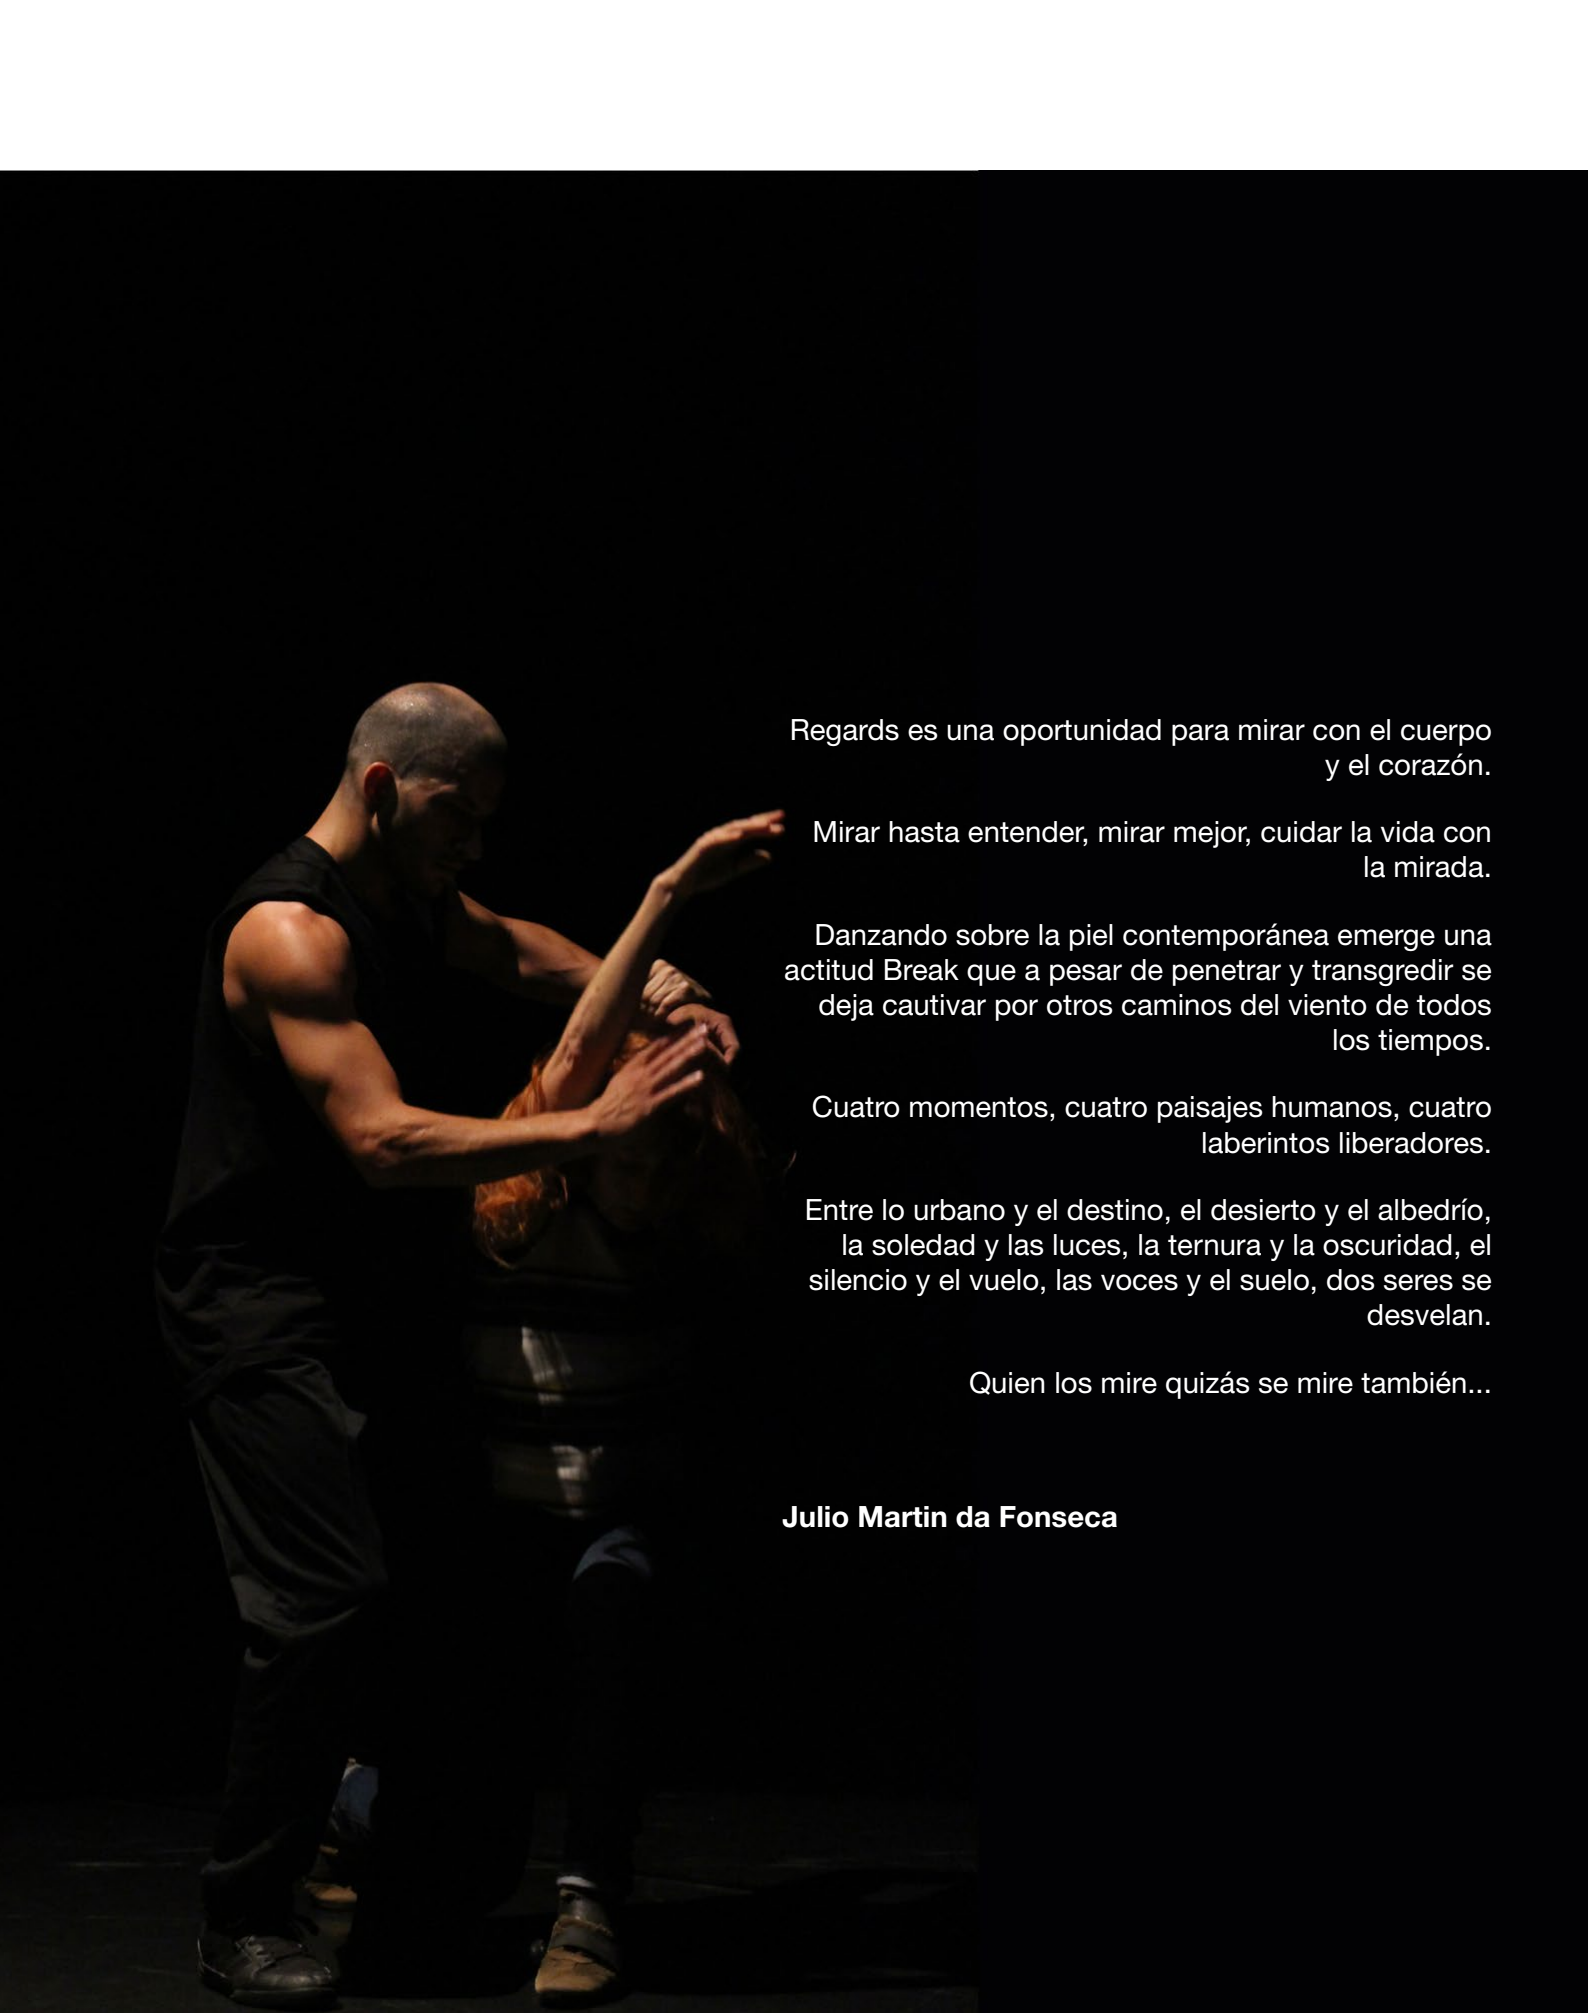 Regards es una oportunidad para mirar con el cuerpo
y el corazón.
Mirar hasta entender, mirar mejor, cuidar la vida con
la mirada.
Danzando sobre la piel contemporánea emerge una
actitud Break que a pesar de penetrar y transgredir se
deja cautivar por otros caminos del viento de todos
los tiempos.
Cuatro momentos, cuatro paisajes humanos, cuatro
laberintos liberadores.
Entre lo urbano y el destino, el desierto y el albedrío,
la soledad y las luces, la ternura y la oscuridad, el
silencio y el vuelo, las voces y el suelo, dos seres se
desvelan.
Quien los mire quizás se mire también...
Julio Martin da Fonseca